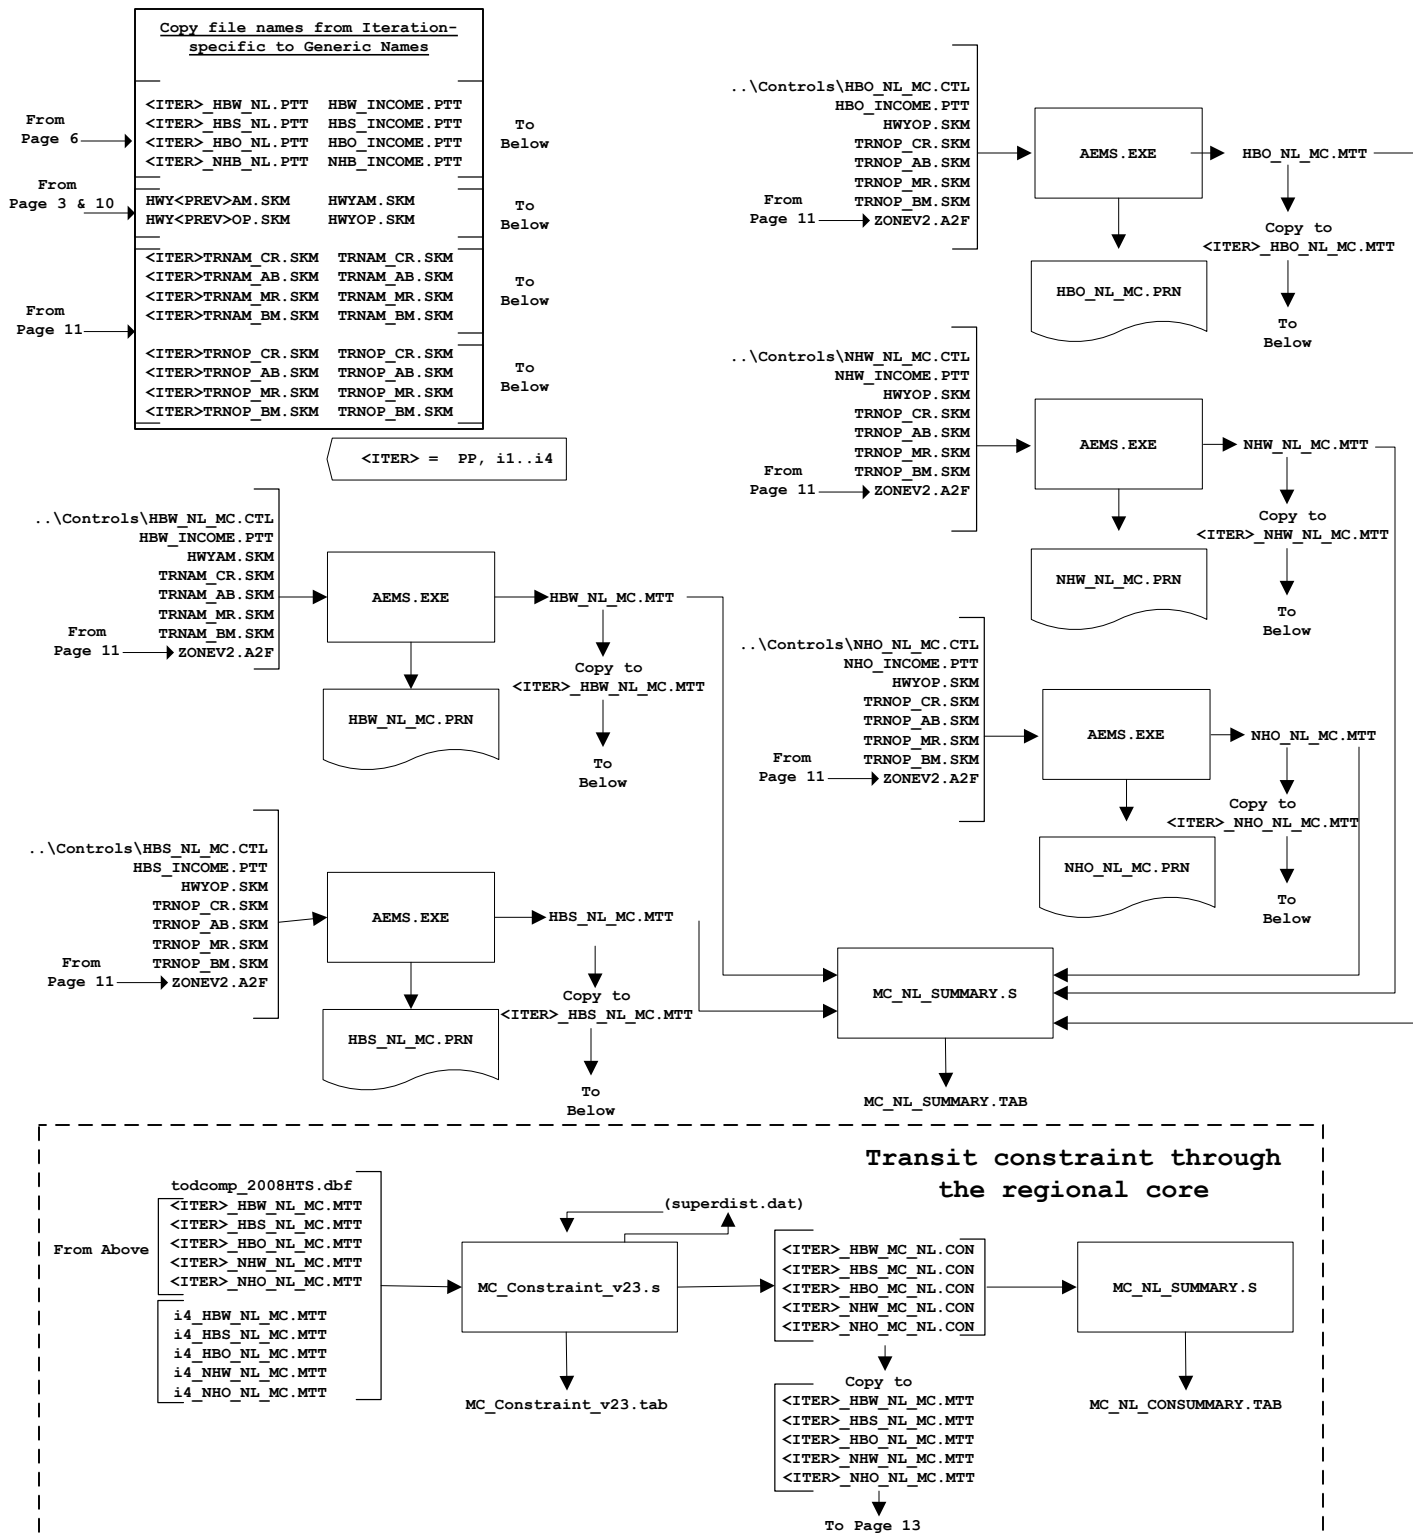 Copy file names from Iteration-
specific to Generic Names
<ITER>_HBW_NL.PTT HBW_INCOME.PTT
<ITER>_HBS_NL.PTT HBS_INCOME.PTT
<ITER>_HBO_NL.PTT HBO_INCOME.PTT
<ITER>_NHB_NL.PTT NHB_INCOME.PTT
From
Page 6
To
Below
From
Page 3 & 10
HWY<PREV>AM.SKM HWYAM.SKM
HWY<PREV>OP.SKM HWYOP.SKM
To
Below
<ITER>TRNAM_CR.SKM TRNAM_CR.SKM
<ITER>TRNAM_AB.SKM TRNAM_AB.SKM
<ITER>TRNAM_MR.SKM TRNAM_MR.SKM
<ITER>TRNAM_BM.SKM TRNAM_BM.SKM
To
Below
From
Page 11
<ITER>TRNOP_CR.SKM TRNOP_CR.SKM
<ITER>TRNOP_AB.SKM TRNOP_AB.SKM
<ITER>TRNOP_MR.SKM TRNOP_MR.SKM
<ITER>TRNOP_BM.SKM TRNOP_BM.SKM
To
Below
<ITER> = PP, i1..i4
..\Controls\HBW_NL_MC.CTL
HBW_INCOME.PTT
HWYAM.SKM
TRNAM_CR.SKM
TRNAM_AB.SKM
TRNAM_MR.SKM
TRNAM_BM.SKM
From
Page 11
ZONEV2.A2F
AEMS.EXE
HBW_NL_MC.MTT
HBW_NL_MC.PRN
Copy to
<ITER>_HBW_NL_MC.MTT
To
Below
..\Controls\HBS_NL_MC.CTL
HBS_INCOME.PTT
HWYOP.SKM
TRNOP_CR.SKM
TRNOP_AB.SKM
TRNOP_MR.SKM
TRNOP_BM.SKM
From
Page 11
ZONEV2.A2F
AEMS.EXE
HBS_NL_MC.MTT
HBS_NL_MC.PRN
Copy to
<ITER>_HBS_NL_MC.MTT
To
Below
..\Controls\HBO_NL_MC.CTL
HBO_INCOME.PTT
HWYOP.SKM
TRNOP_CR.SKM
TRNOP_AB.SKM
TRNOP_MR.SKM
TRNOP_BM.SKM
From
Page 11
ZONEV2.A2F
AEMS.EXE
HBO_NL_MC.MTT
HBO_NL_MC.PRN
Copy to
<ITER>_HBO_NL_MC.MTT
To
Below
..\Controls\NHW_NL_MC.CTL
NHW_INCOME.PTT
HWYOP.SKM
TRNOP_CR.SKM
TRNOP_AB.SKM
TRNOP_MR.SKM
TRNOP_BM.SKM
From
Page 11
ZONEV2.A2F
AEMS.EXE
NHW_NL_MC.MTT
NHW_NL_MC.PRN
Copy to
<ITER>_NHW_NL_MC.MTT
To
Below
..\Controls\NHO_NL_MC.CTL
NHO_INCOME.PTT
HWYOP.SKM
TRNOP_CR.SKM
TRNOP_AB.SKM
TRNOP_MR.SKM
TRNOP_BM.SKM
From
Page 11
ZONEV2.A2F
AEMS.EXE
NHO_NL_MC.MTT
NHO_NL_MC.PRN
Copy to
<ITER>_NHO_NL_MC.MTT
To
Below
MC_NL_SUMMARY.S
MC_NL_SUMMARY.TAB
Transit constraint through
the regional core
todcomp_2008HTS.dbf
From Above
<ITER>_HBW_NL_MC.MTT
<ITER>_HBS_NL_MC.MTT
<ITER>_HBO_NL_MC.MTT
<ITER>_NHW_NL_MC.MTT
<ITER>_NHO_NL_MC.MTT
i4_HBW_NL_MC.MTT
i4_HBS_NL_MC.MTT
i4_HBO_NL_MC.MTT
i4_NHW_NL_MC.MTT
i4_NHO_NL_MC.MTT
(superdist.dat)
MC_Constraint_v23.s
MC_Constraint_v23.tab
<ITER>_HBW_MC_NL.CON
<ITER>_HBS_MC_NL.CON
<ITER>_HBO_MC_NL.CON
<ITER>_NHW_MC_NL.CON
<ITER>_NHO_MC_NL.CON
Copy to
<ITER>_HBW_NL_MC.MTT
<ITER>_HBS_NL_MC.MTT
<ITER>_HBO_NL_MC.MTT
<ITER>_NHW_NL_MC.MTT
<ITER>_NHO_NL_MC.MTT
To Page 13
MC_NL_SUMMARY.S
MC_NL_CONSUMMARY.TAB